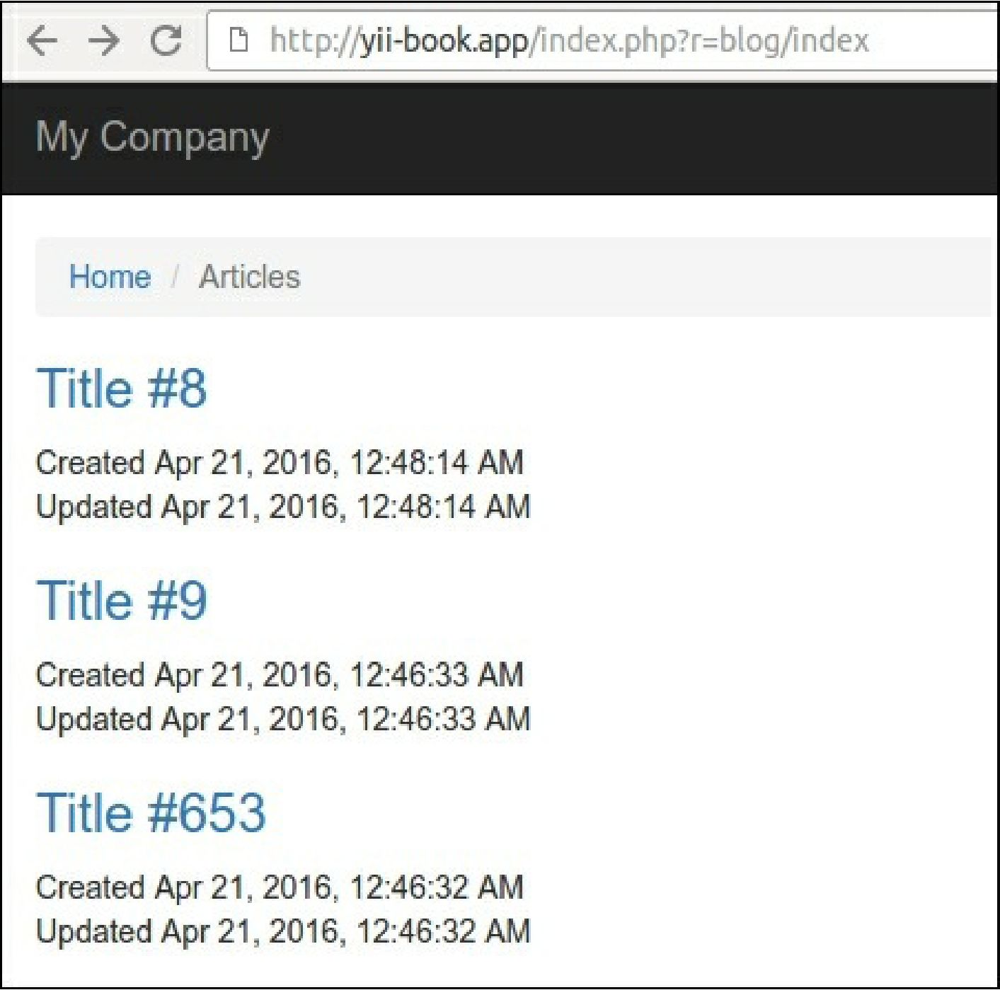 http://yii-book.app/index.php?r=blog/index
My Company
Home / Articles
Title #8
Created Apr 21, 2016, 12:48:14 AM
Updated Apr 21, 2016, 12:48:14 AM
Title #9
Created Apr 21, 2016, 12:46:33 AM
Updated Apr 21, 2016, 12:46:33 AM
Title #653
Created Apr 21, 2016, 12:46:32 AM
Updated Apr 21, 2016, 12:46:32 AM